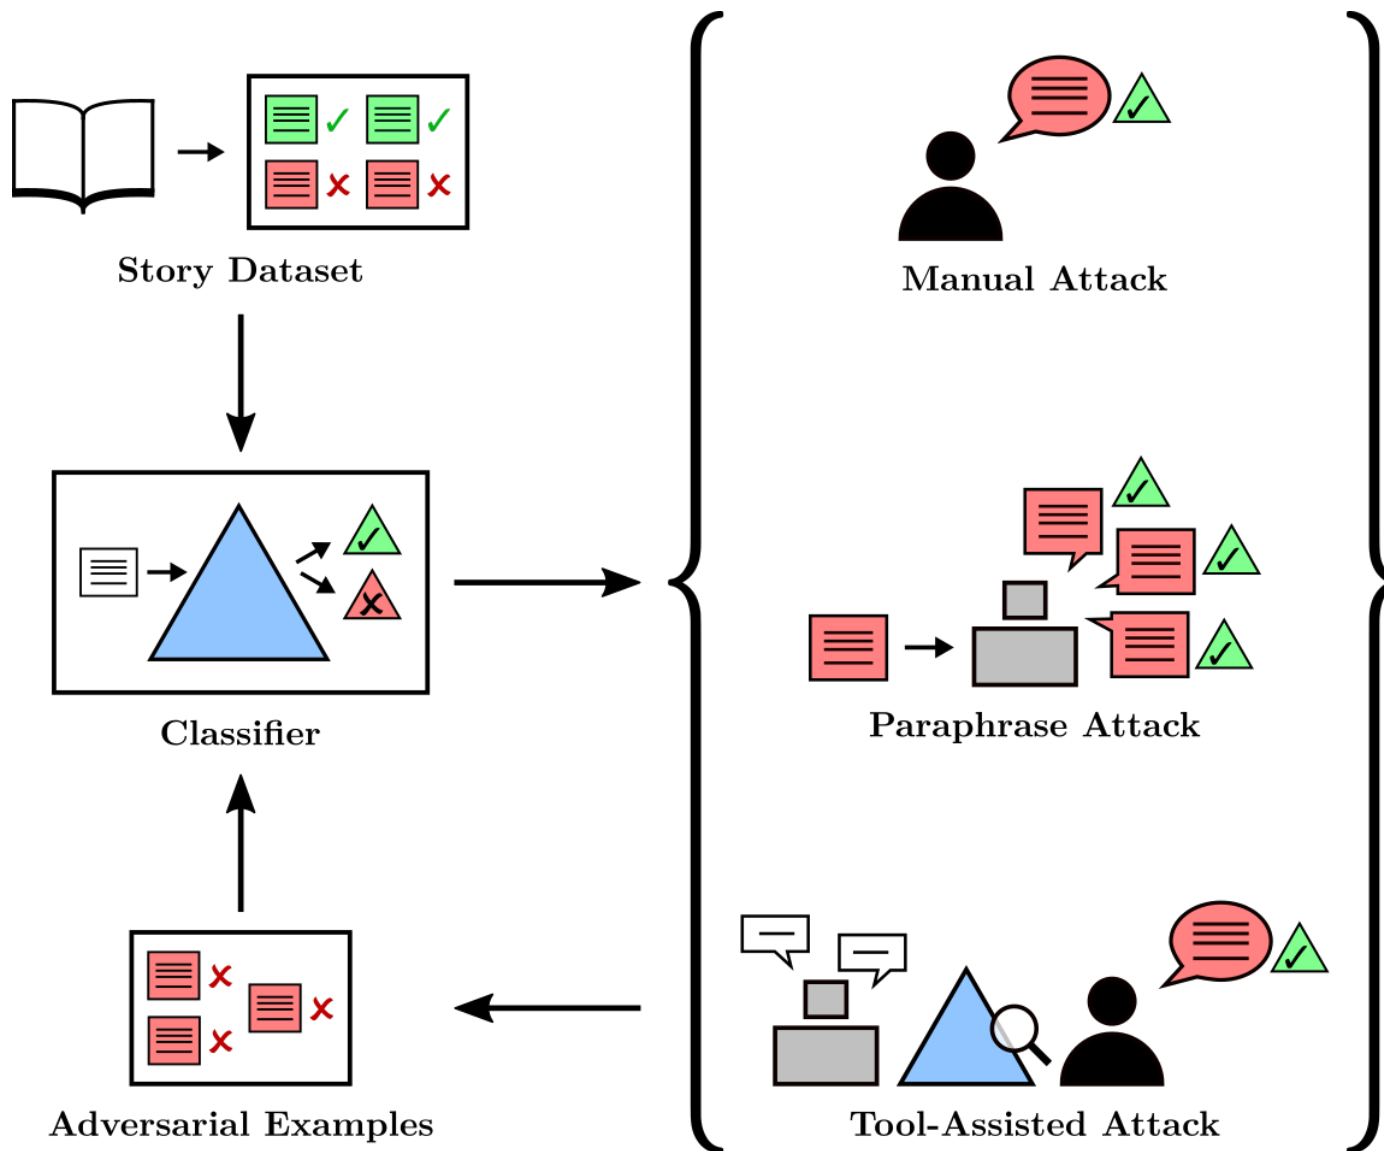 Story Dataset
Manual Attack
Classifier
Paraphrase Attack
Adversarial Examples
Tool-Assisted Attack